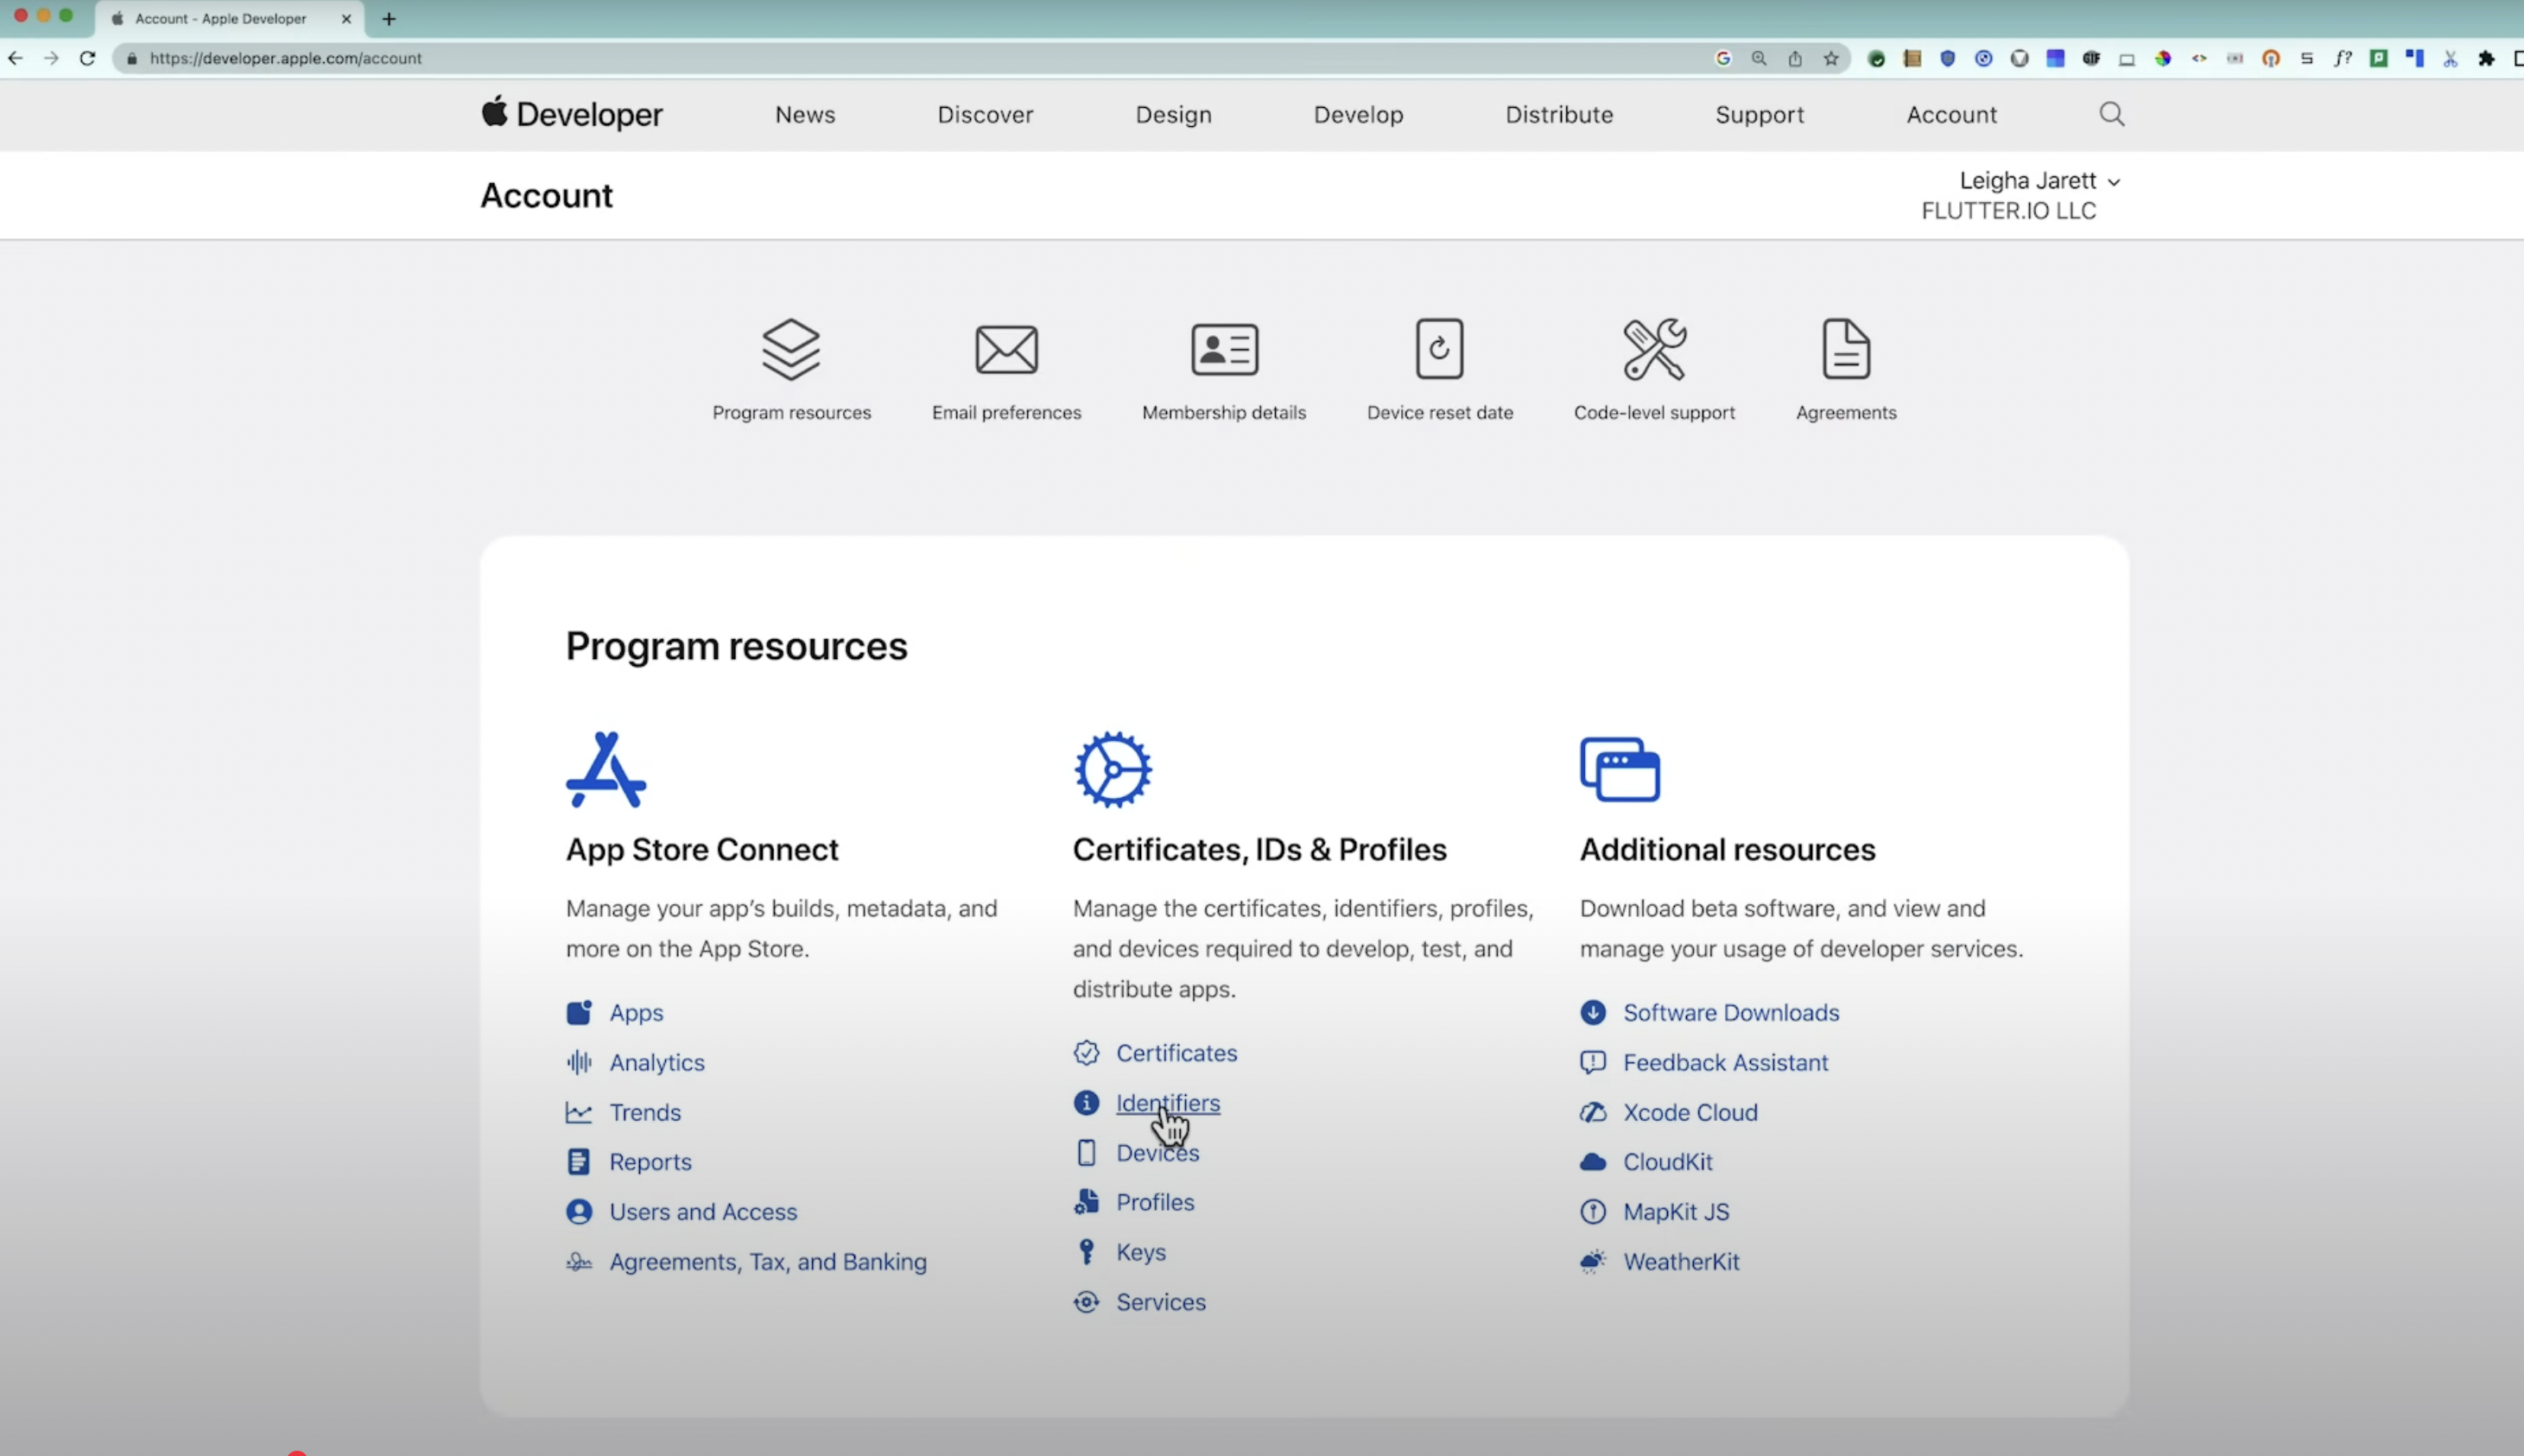 Account - Apple Developer
https://developer.apple.com/account
GIF
S
f?
Developer
News
Discover
Design
Develop
Distribute
Support
Account
Account
Leigha Jarett
FLUTTER.IO LLC
Program resources
Email preferences
Membership details
Device reset date
Code-level support
Agreements
Program resources
App Store Connect
Manage your app's builds, metadata, and
more on the App Store.
Apps
Analytics
Trends
Reports
Users and Access
Agreements, Tax, and Banking
Certificates, IDs & Profiles
Manage the certificates, identifiers, profiles,
and devices required to develop, test, and
distribute apps.
Certificates
Identifiers
Devices
Profiles
Keys
Services
Additional resources
Download beta software, and view and
manage your usage of developer services.
Software Downloads
Feedback Assistant
Xcode Cloud
CloudKit
MapKit JS
WeatherKit